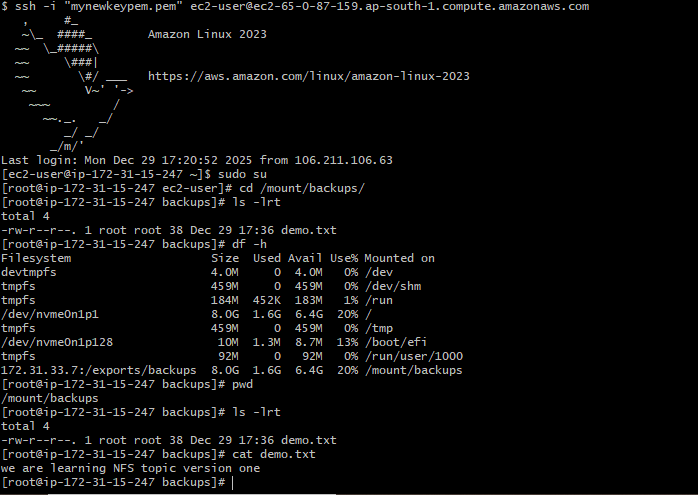 $ ssh -i "mynewkeypem.pem" ec2-user@ec2-65-0-87-159.ap-south-1.compute.amazonaws.com
   ,     #_
   ~\_  ####_        Amazon Linux 2023
  ~~  \_#####\
  ~~     \###|
  ~~       \#/ ___   https://aws.amazon.com/linux/amazon-linux-2023
   ~~       V~' '->
    ~~~         /
      ~~._.   _/
         _/ _/
       _/m/'
Last login: Mon Dec 29 17:20:52 2025 from 106.211.106.63
[ec2-user@ip-172-31-15-247 ~]$ sudo su
[root@ip-172-31-15-247 ec2-user]# cd /mount/backups/
[root@ip-172-31-15-247 backups]# ls -lrt
total 4
-rw-r--r--. 1 root root 38 Dec 29 17:36 demo.txt
[root@ip-172-31-15-247 backups]# df -h
Filesystem                    Size  Used Avail Use% Mounted on
devtmpfs                      4.0M     0  4.0M   0% /dev
tmpfs                         459M     0  459M   0% /dev/shm
tmpfs                         184M  452K  183M   1% /run
/dev/nvme0n1p1                8.0G  1.6G  6.4G  20% /
tmpfs                         459M     0  459M   0% /tmp
/dev/nvme0n1p128               10M  1.3M  8.7M  13% /boot/efi
tmpfs                          92M     0   92M   0% /run/user/1000
172.31.33.7:/exports/backups  8.0G  1.6G  6.4G  20% /mount/backups
[root@ip-172-31-15-247 backups]# pwd
/mount/backups
[root@ip-172-31-15-247 backups]# ls -lrt
total 4
-rw-r--r--. 1 root root 38 Dec 29 17:36 demo.txt
[root@ip-172-31-15-247 backups]# cat demo.txt
we are learning NFS topic version one
[root@ip-172-31-15-247 backups]#